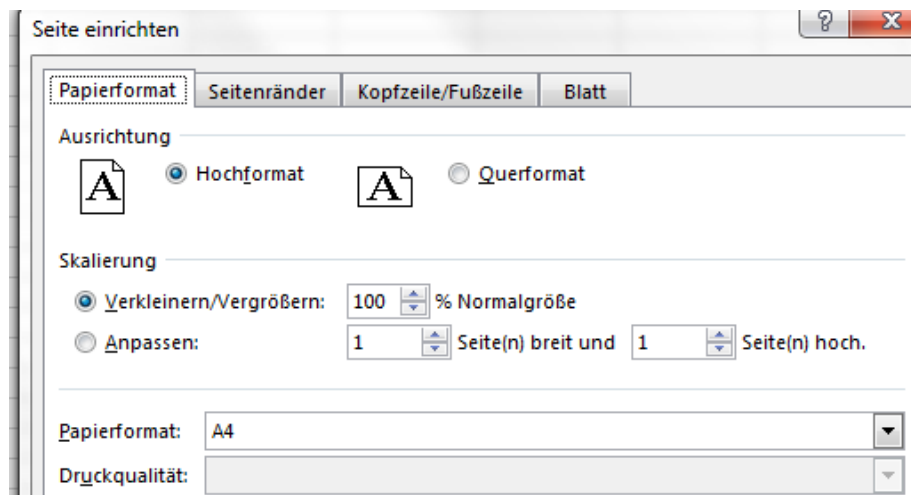 Seite einrichten
Papierformat Seitenränder Kopfzeile/Fußzeile Blatt
Ausrichtung
A Hochformat A Querformat
Skalierung
Verkleinern/Vergrößern: 100 % Normalgröße
Anpassen: 1 Seite(n) breit und 1 Seite(n) hoch.
Papierformat: A4
Druckqualität: